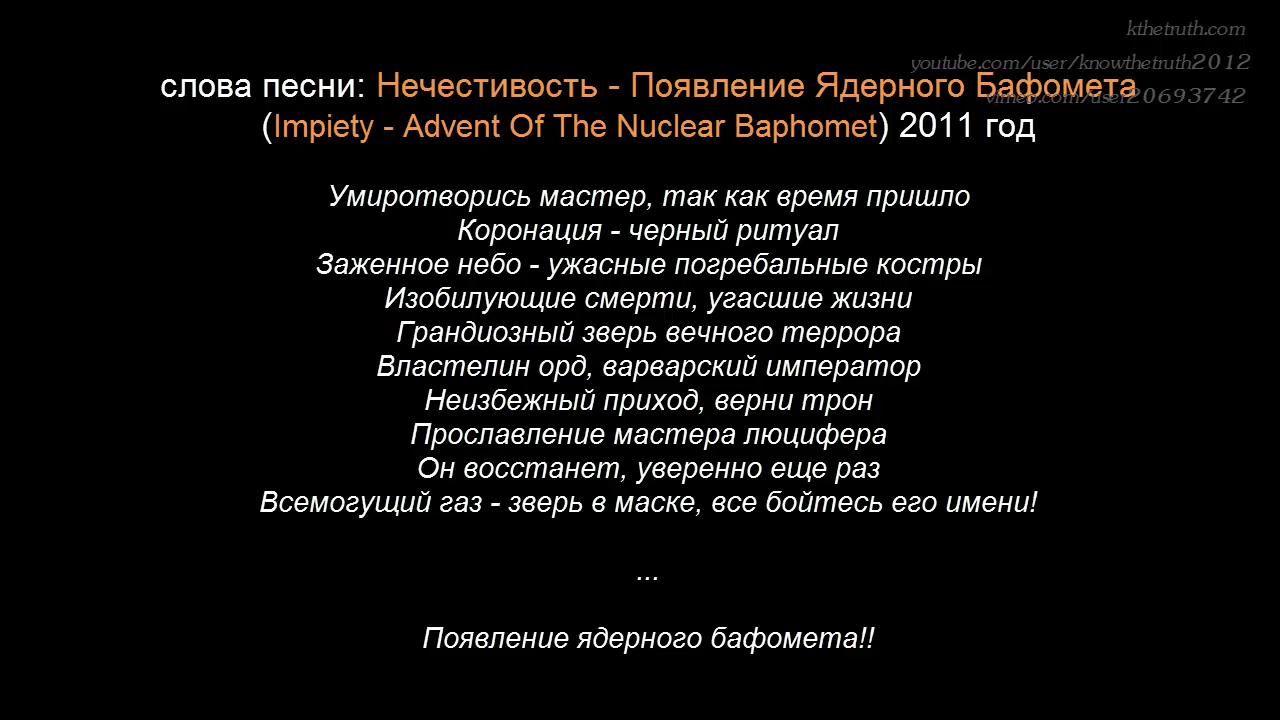 kthetruth.com
youtube.com/user/knowthetruth2012
слова песни: Нечестивость - Появление Ядерного Бафомета
vimeo.com/user20693742
(Impiety - Advent Of The Nuclear Baphomet) 2011 год
Умиротворись мастер, так как время пришло
Коронация - черный ритуал
Заженное небо - ужасные погребальные костры
Изобилующие смерти, угасшие жизни
Грандиозный зверь вечного террора
Властелин орд, варварский император
Неизбежный приход, верни трон
Прославление мастера люцифера
Он восстанет, уверенно еще раз
Всемогущий газ - зверь в маске, все бойтесь его имени!
...
Появление ядерного бафомета!!